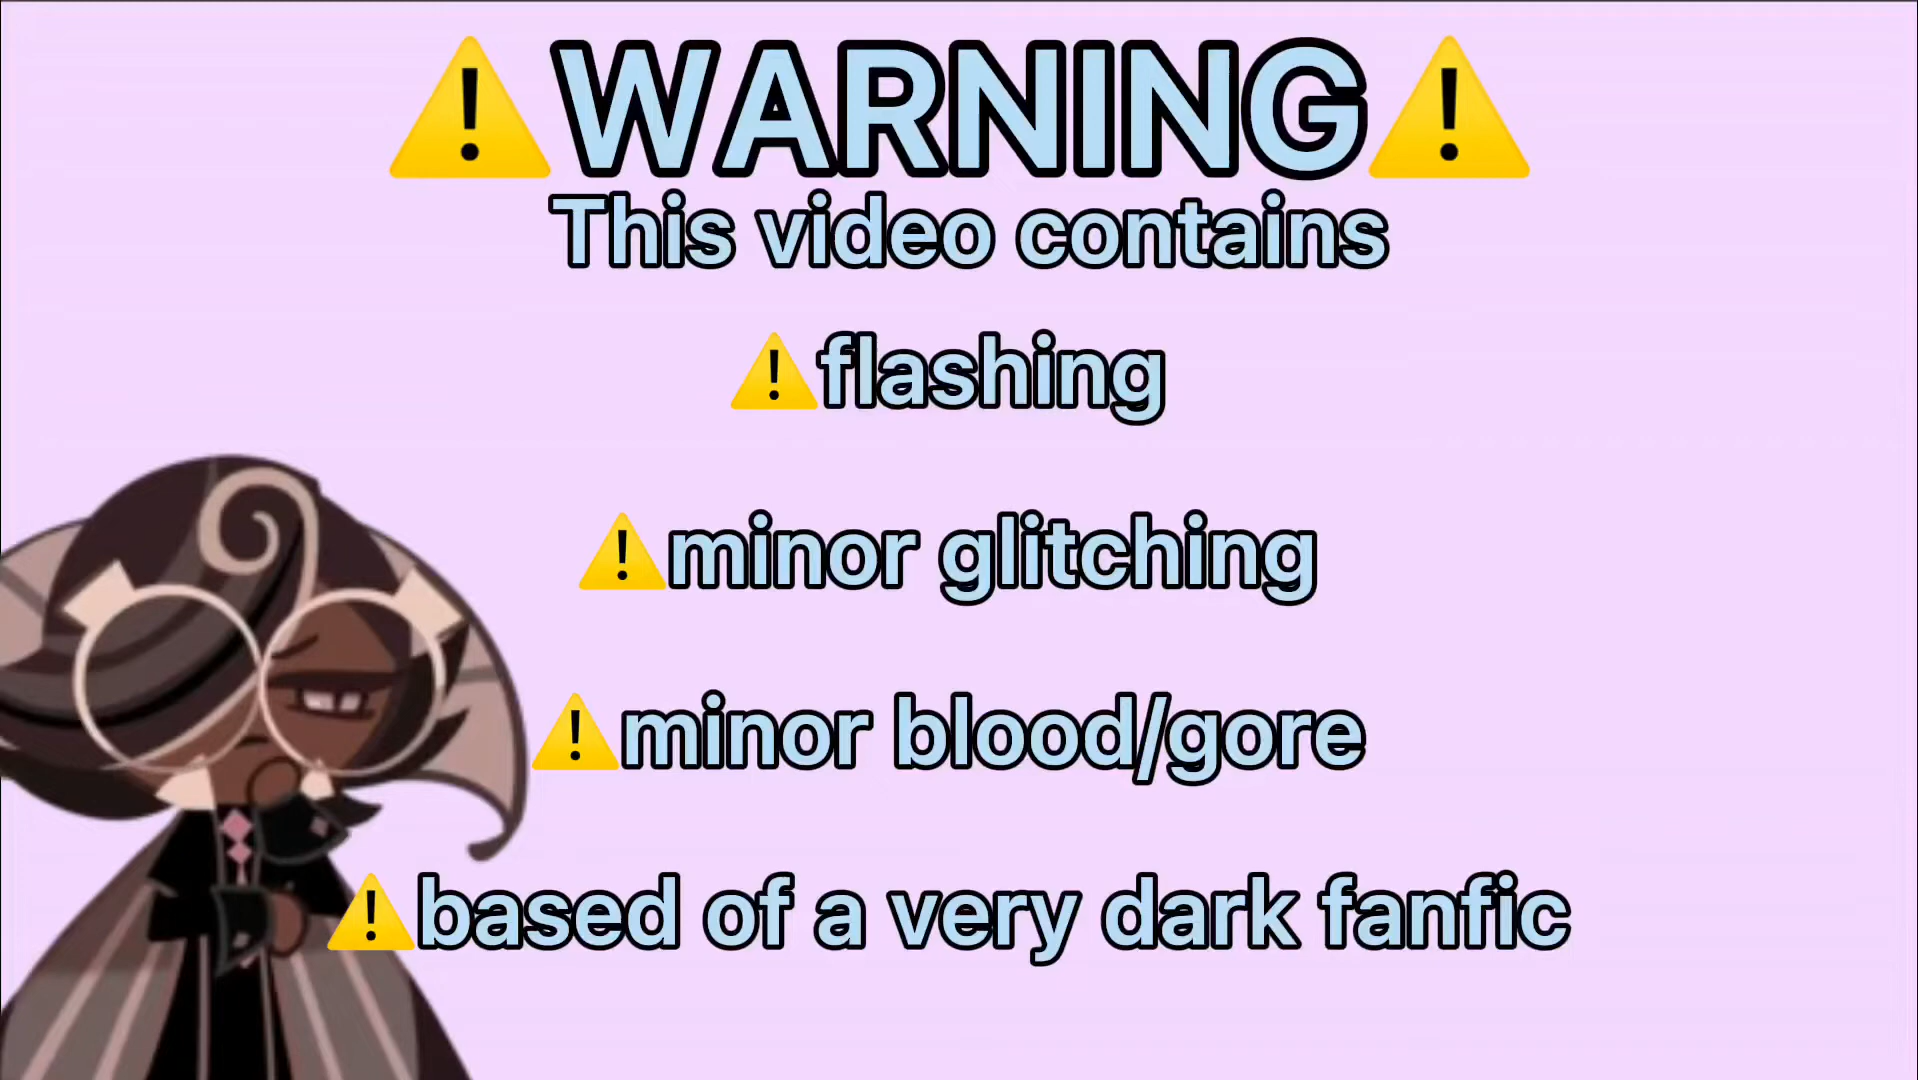 ⚠️WARNING⚠️
This video contains
⚠️flashing
⚠️minor glitching
⚠️minor blood/gore
⚠️based of a very dark fanfic